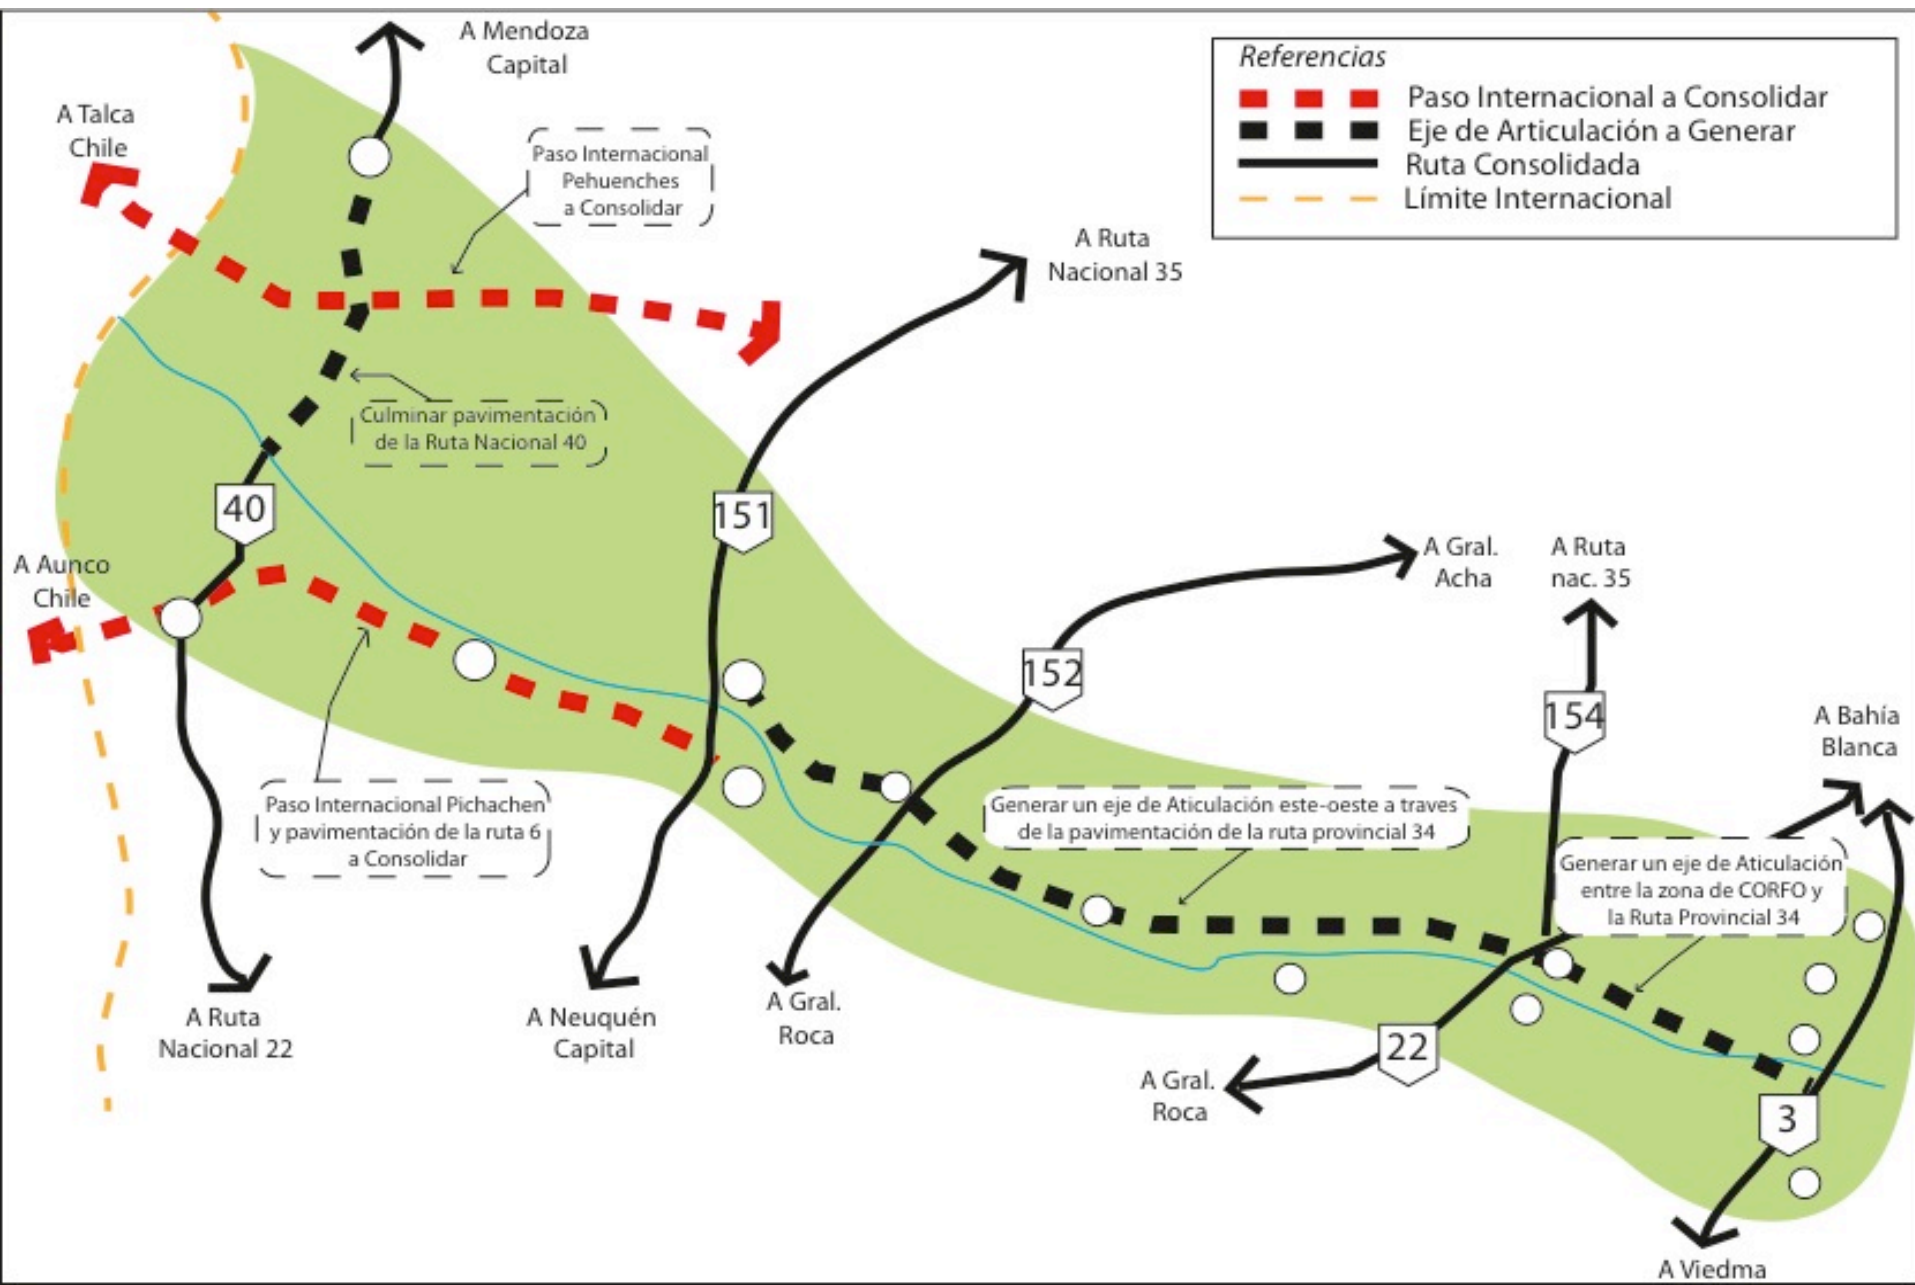 A Mendoza
Capital
Referencias
Paso Internacional a Consolidar
Eje de Articulación a Generar
Ruta Consolidada
Límite Internacional
A Talca
Chile
Paso Internacional
Pehuenches
a Consolidar
A Ruta
Nacional 35
Culminar pavimentación
de la Ruta Nacional 40
40
151
A Aunco
Chile
A Gral.
Acha
A Ruta
nac. 35
152
154
A Bahía
Blanca
Paso Internacional Pichachen
y pavimentación de la ruta 6
a Consolidar
Generar un eje de Aticulación este-oeste a traves
de la pavimentación de la ruta provincial 34
Generar un eje de Aticulación
entre la zona de CORFO y
la Ruta Provincial 34
A Ruta
Nacional 22
A Neuquén
Capital
A Gral.
Roca
22
A Gral.
Roca
3
A Viedma